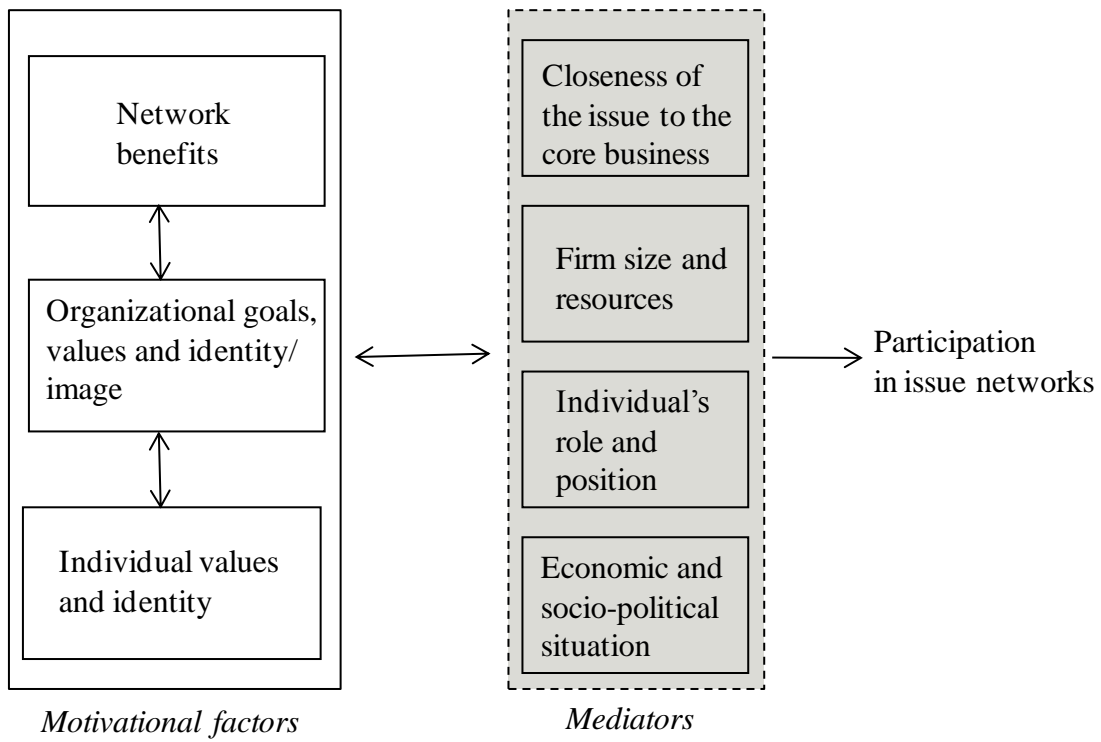 Network
benefits
Organizational goals,
values and identity/
image
Individual values
and identity
Motivational factors
Closeness of
the issue to the
core business
Firm size and
resources
Individual’s
role and
position
Economic and
socio-political
situation
Mediators
Participation
in issue networks